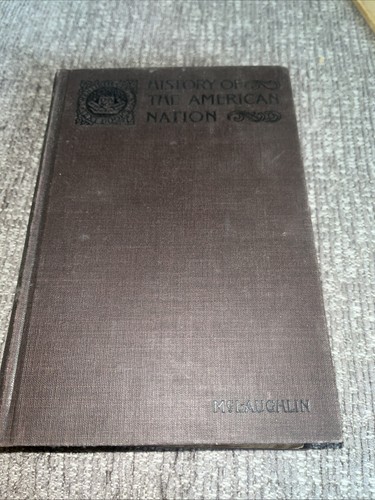 HISTORY OF
THE AMERICAN
NATION
McLAUGHLIN